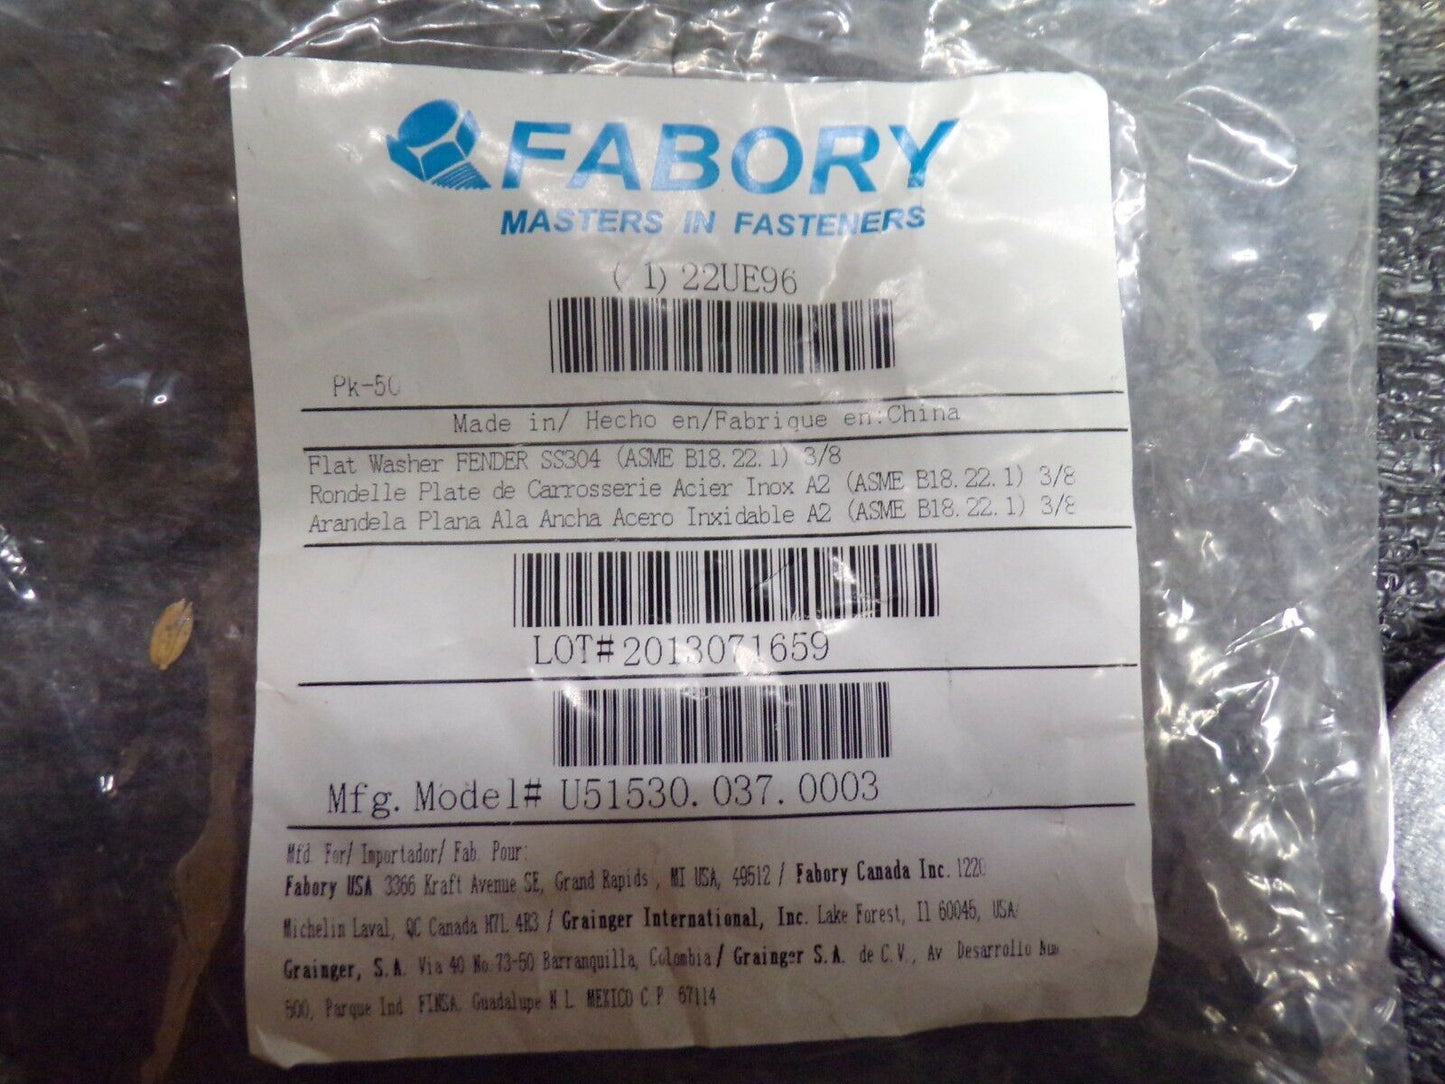 FABORY
MASTERS IN FASTENERS
( 1) 22UE96
Pk-50
Made in/ Hecho en/Fabrique en:China
Flat Washer FENDER SS304 (ASME B18.22.1) 3/8
Rondelle Plate de Carrosserie Acier Inox A2 (ASME B18.22.1) 3/8
Arandela Plana Ala Ancha Acero Inxidable A2 (ASME B18.22.1) 3/8
LOT#2013071659
Mfg. Model# U51530.037.0003
Mfd. For/ Importador/ Fab. Pour:
Fabory USA 3366 Kraft Avenue SE, Grand Rapids, MI USA, 49512 / Fabory Canada Inc. 1220
Michelin Laval, QC Canada H7L 4R3 / Grainger International, Inc. Lake Forest, Il 60045, USA/
Grainger, S.A. Via 40 No.73-50 Barranquilla, Colombia/ Grainger S.A. de C.V., Av Desarrollo
Parque Ind. FINSA. Guadalupe N.L. MEXICO C.P. 67114